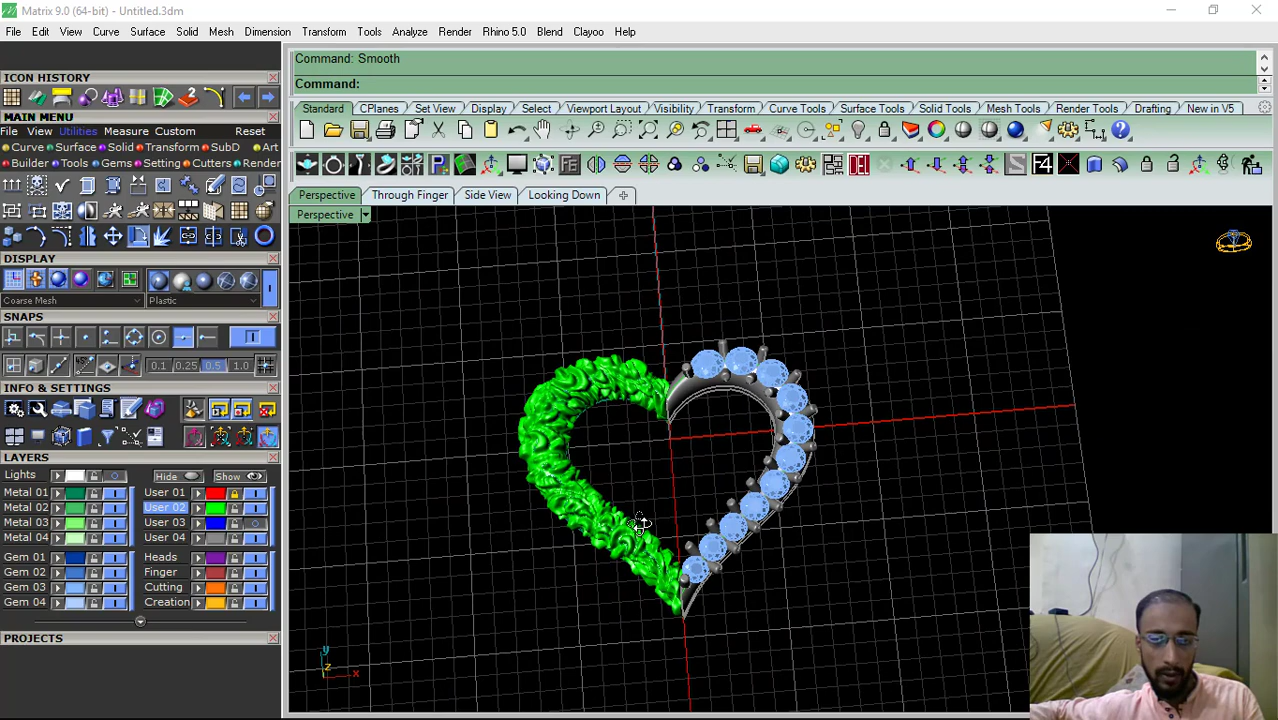 Matrix 9.0 (64-bit) - Untitled.3dm
File Edit View Curve Surface Solid Mesh Dimension Transform Tools Analyze Render Rhino 5.0 Blend Clayoo Help
Command: Smooth
Command:
ICON HISTORY
MAIN MENU
File View Utilities Measure Custom Reset
Curve Surface Solid Transform SubD Art
Builder Tools Gems Setting Cutters Render
Standard CPlanes Set View Display Select Viewport Layout Visibility Transform Curve Tools Surface Tools Solid Tools Mesh Tools Render Tools Drafting New in V5
F4
Perspective Through Finger Side View Looking Down
Perspective
DISPLAY
Coarse Mesh Plastic
SNAPS
0.1 0.25 0.5 1.0
INFO & SETTINGS
LAYERS
Lights Hide Show
Metal 01 User 01
Metal 02 User 02
Metal 03 User 03
Metal 04 User 04
Gem 01 Heads
Gem 02 Finger
Gem 03 Cutting
Gem 04 Creation
PROJECTS
y
z
x